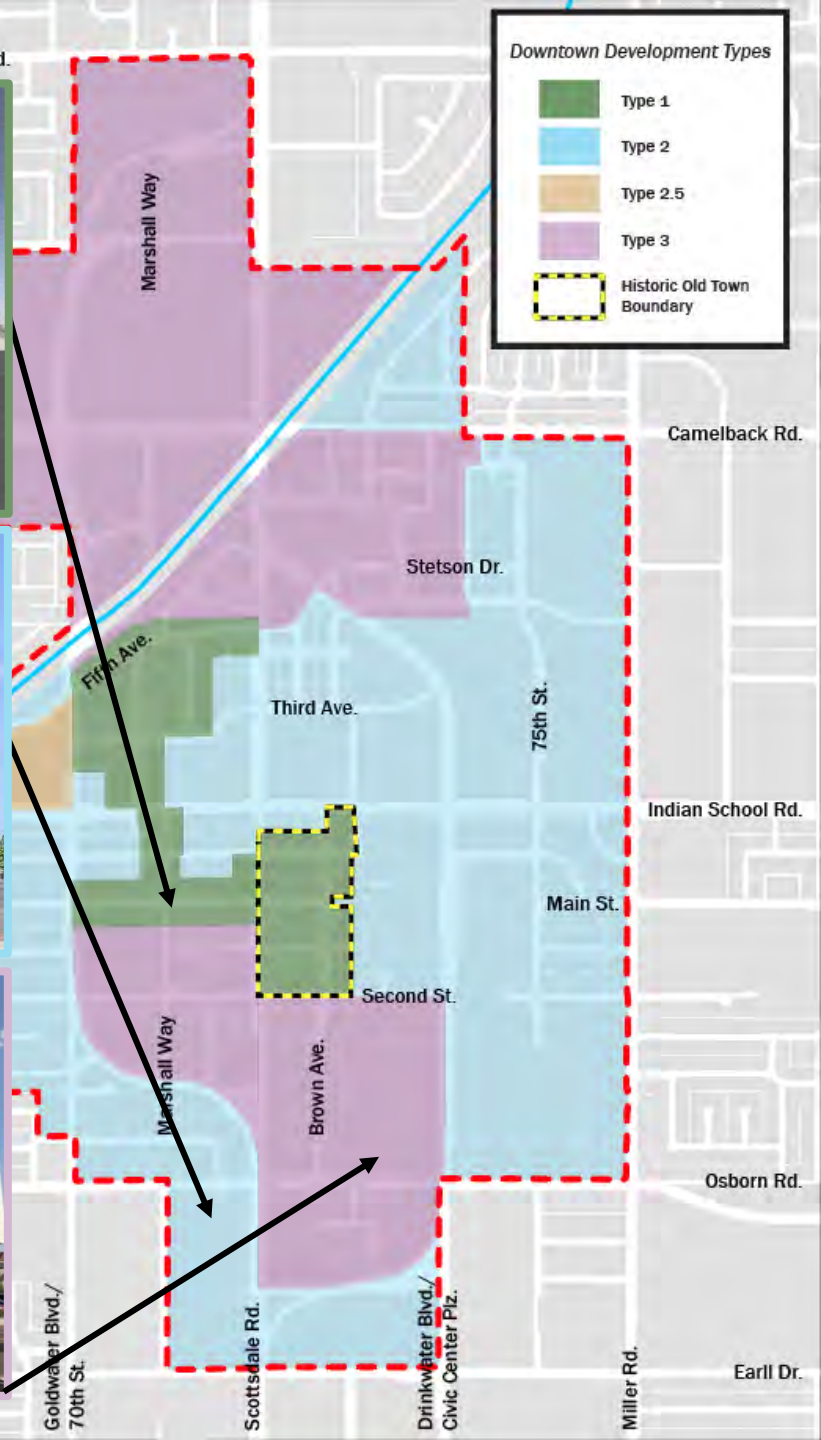 d.
Downtown Development Types
Type 1
Type 2
Type 2.5
Type 3
Historic Old Town
Boundary
Marshall Way
Camelback Rd.
Stetson Dr.
Fifth Ave.
Third Ave.
75th St.
Indian School Rd.
Main St.
Second St.
Marshall Way
Brown Ave.
Osborn Rd.
Goldwater Blvd./
70th St.
Scottsdale Rd.
Drinkwater Blvd./
Civic Center Plz.
Miller Rd.
Earll Dr.